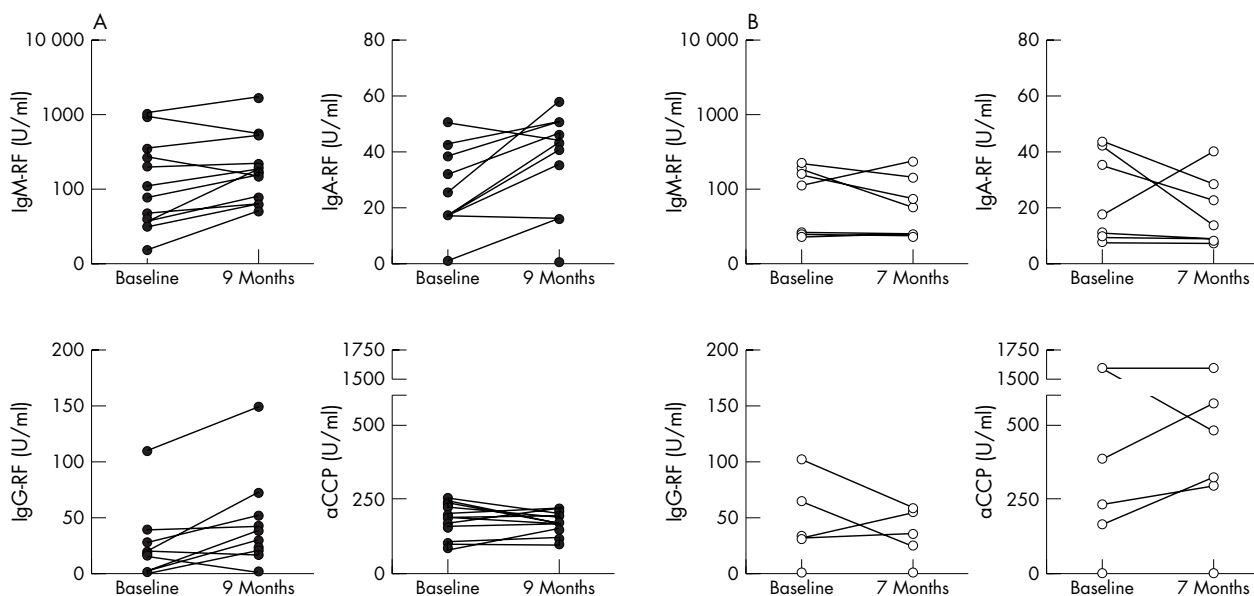 A
IgM-RF (U/ml)
10 000
1000
100
0
Baseline
9 Months
IgA-RF (U/ml)
80
60
40
20
0
Baseline
9 Months
B
IgM-RF (U/ml)
10 000
1000
100
0
Baseline
7 Months
IgA-RF (U/ml)
80
60
40
20
0
Baseline
7 Months
IgG-RF (U/ml)
200
150
100
50
0
Baseline
9 Months
αCCP (U/ml)
1750
1500
500
250
0
Baseline
9 Months
IgG-RF (U/ml)
200
150
100
50
0
Baseline
7 Months
αCCP (U/ml)
1750
1500
500
250
0
Baseline
7 Months